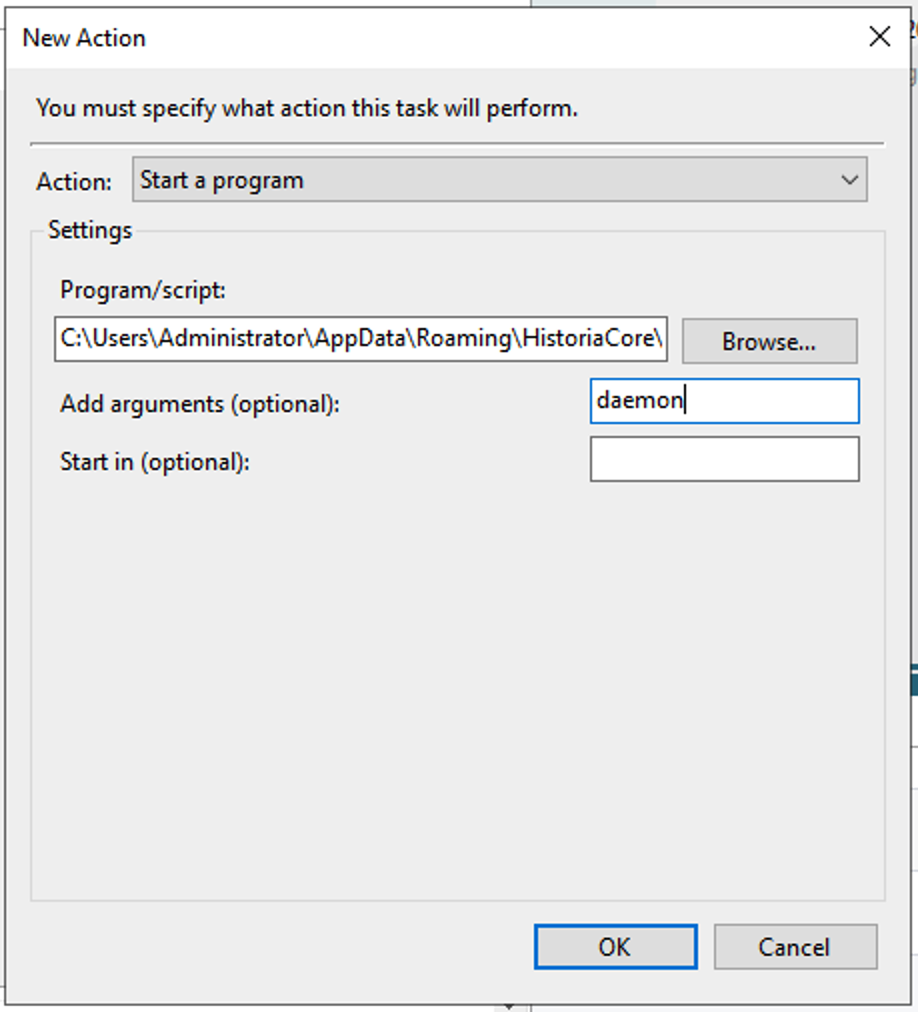 New Action
You must specify what action this task will perform.
Action: Start a program
Settings
Program/script:
C:\Users\Administrator\AppData\Roaming\HistoriaCore\ Browse...
Add arguments (optional): daemon
Start in (optional):
OK Cancel